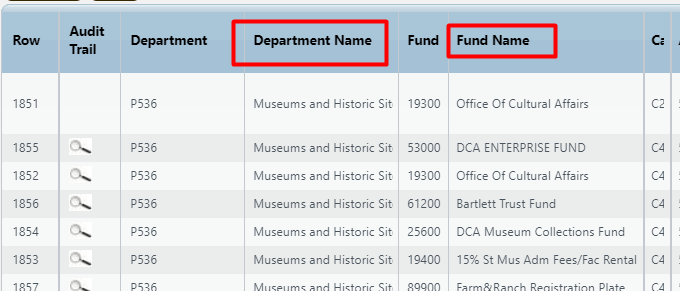 Row Audit Trail Department Department Name Fund Fund Name
1851 P536 Museums and Historic Sit 19300 Office Of Cultural Affairs C2
1855 P536 Museums and Historic Sit 53000 DCA ENTERPRISE FUND C4
1852 P536 Museums and Historic Sit 19300 Office Of Cultural Affairs C4
1856 P536 Museums and Historic Sit 61200 Bartlett Trust Fund C4
1854 P536 Museums and Historic Sit 25600 DCA Museum Collections Fund C4
1853 P536 Museums and Historic Sit 19400 15% St Mus Adm Fees/Fac Rental C4
1857 P536 Museums and Historic Sit 89900 Farm&Ranch Registration Plate C4